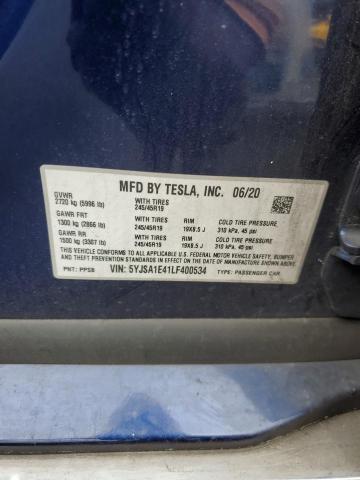 MFD BY TESLA, INC. 06/20
GVWR
2720 kg (5996 lb) WITH TIRES 245/45R19
GAWR FRT WITH TIRES RIM COLD TIRE PRESSURE
1300 kg (2866 lb) 245/45R19 19X8.5 J 310 kPa, 45 psi
GAWR RR WITH TIRES RIM COLD TIRE PRESSURE
1500 kg (3307 lb) 245/45R19 19X8.5 J 310 kPa, 45 psi
THIS VEHICLE CONFORMS TO ALL APPLICABLE U.S. FEDERAL MOTOR VEHICLE SAFETY, BUMPER
AND THEFT PREVENTION STANDARDS IN EFFECT ON THE DATE OF MANUFACTURE SHOWN ABOVE.
PNT: PPSB VIN: 5YJSA1E41LF400534 TYPE: PASSENGER CAR